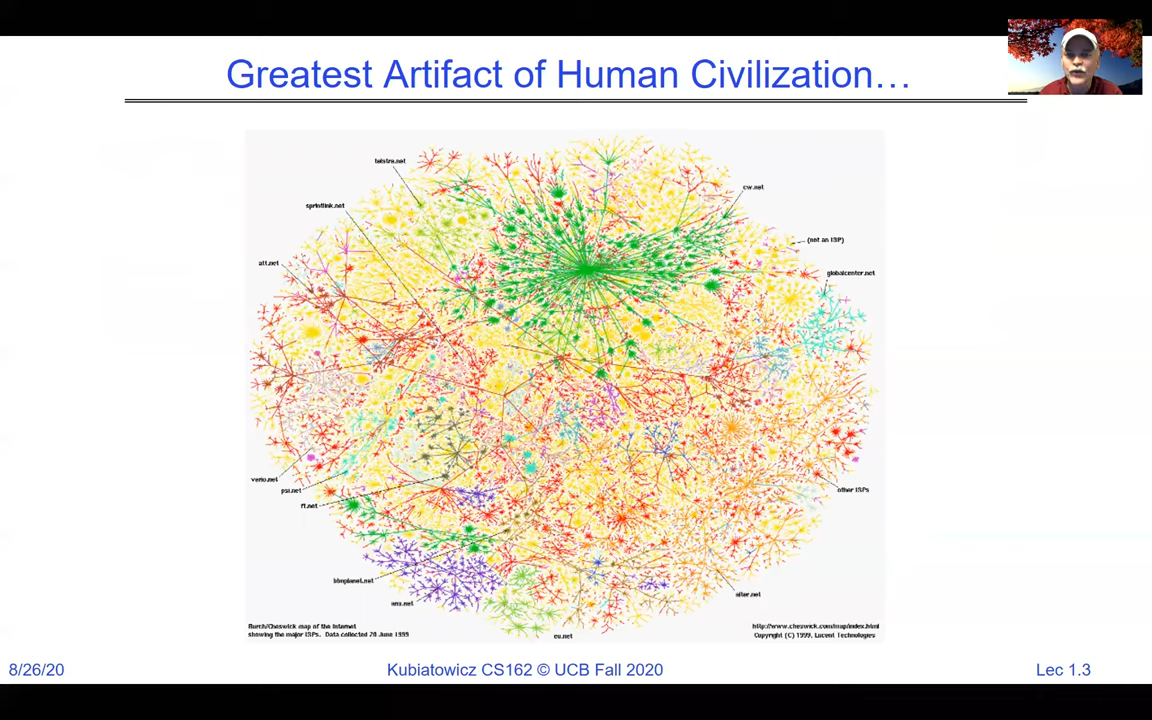 Greatest Artifact of Human Civilization…
telstra.net
cw.net
sprintlink.net
(not an ISP)
att.net
globalcenter.net
verio.net
psi.net
other ISPs
ft.net
bbnplanet.net
alter.net
eu.net
Burch/Cheswick map of the Internet
showing the major ISPs. Data collected 28 June 1999
http://www.cheswick.com/map/index.html
Copyright (C) 1999, Lucent Technologies
8/26/20
Kubiatowicz CS162 © UCB Fall 2020
Lec 1.3